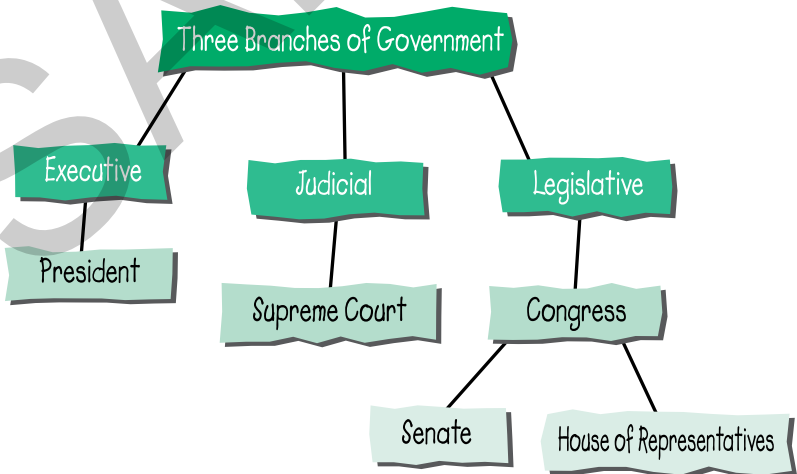 Three Branches of Government
Executive
Judicial
Legislative
President
Supreme Court
Congress
Senate
House of Representatives